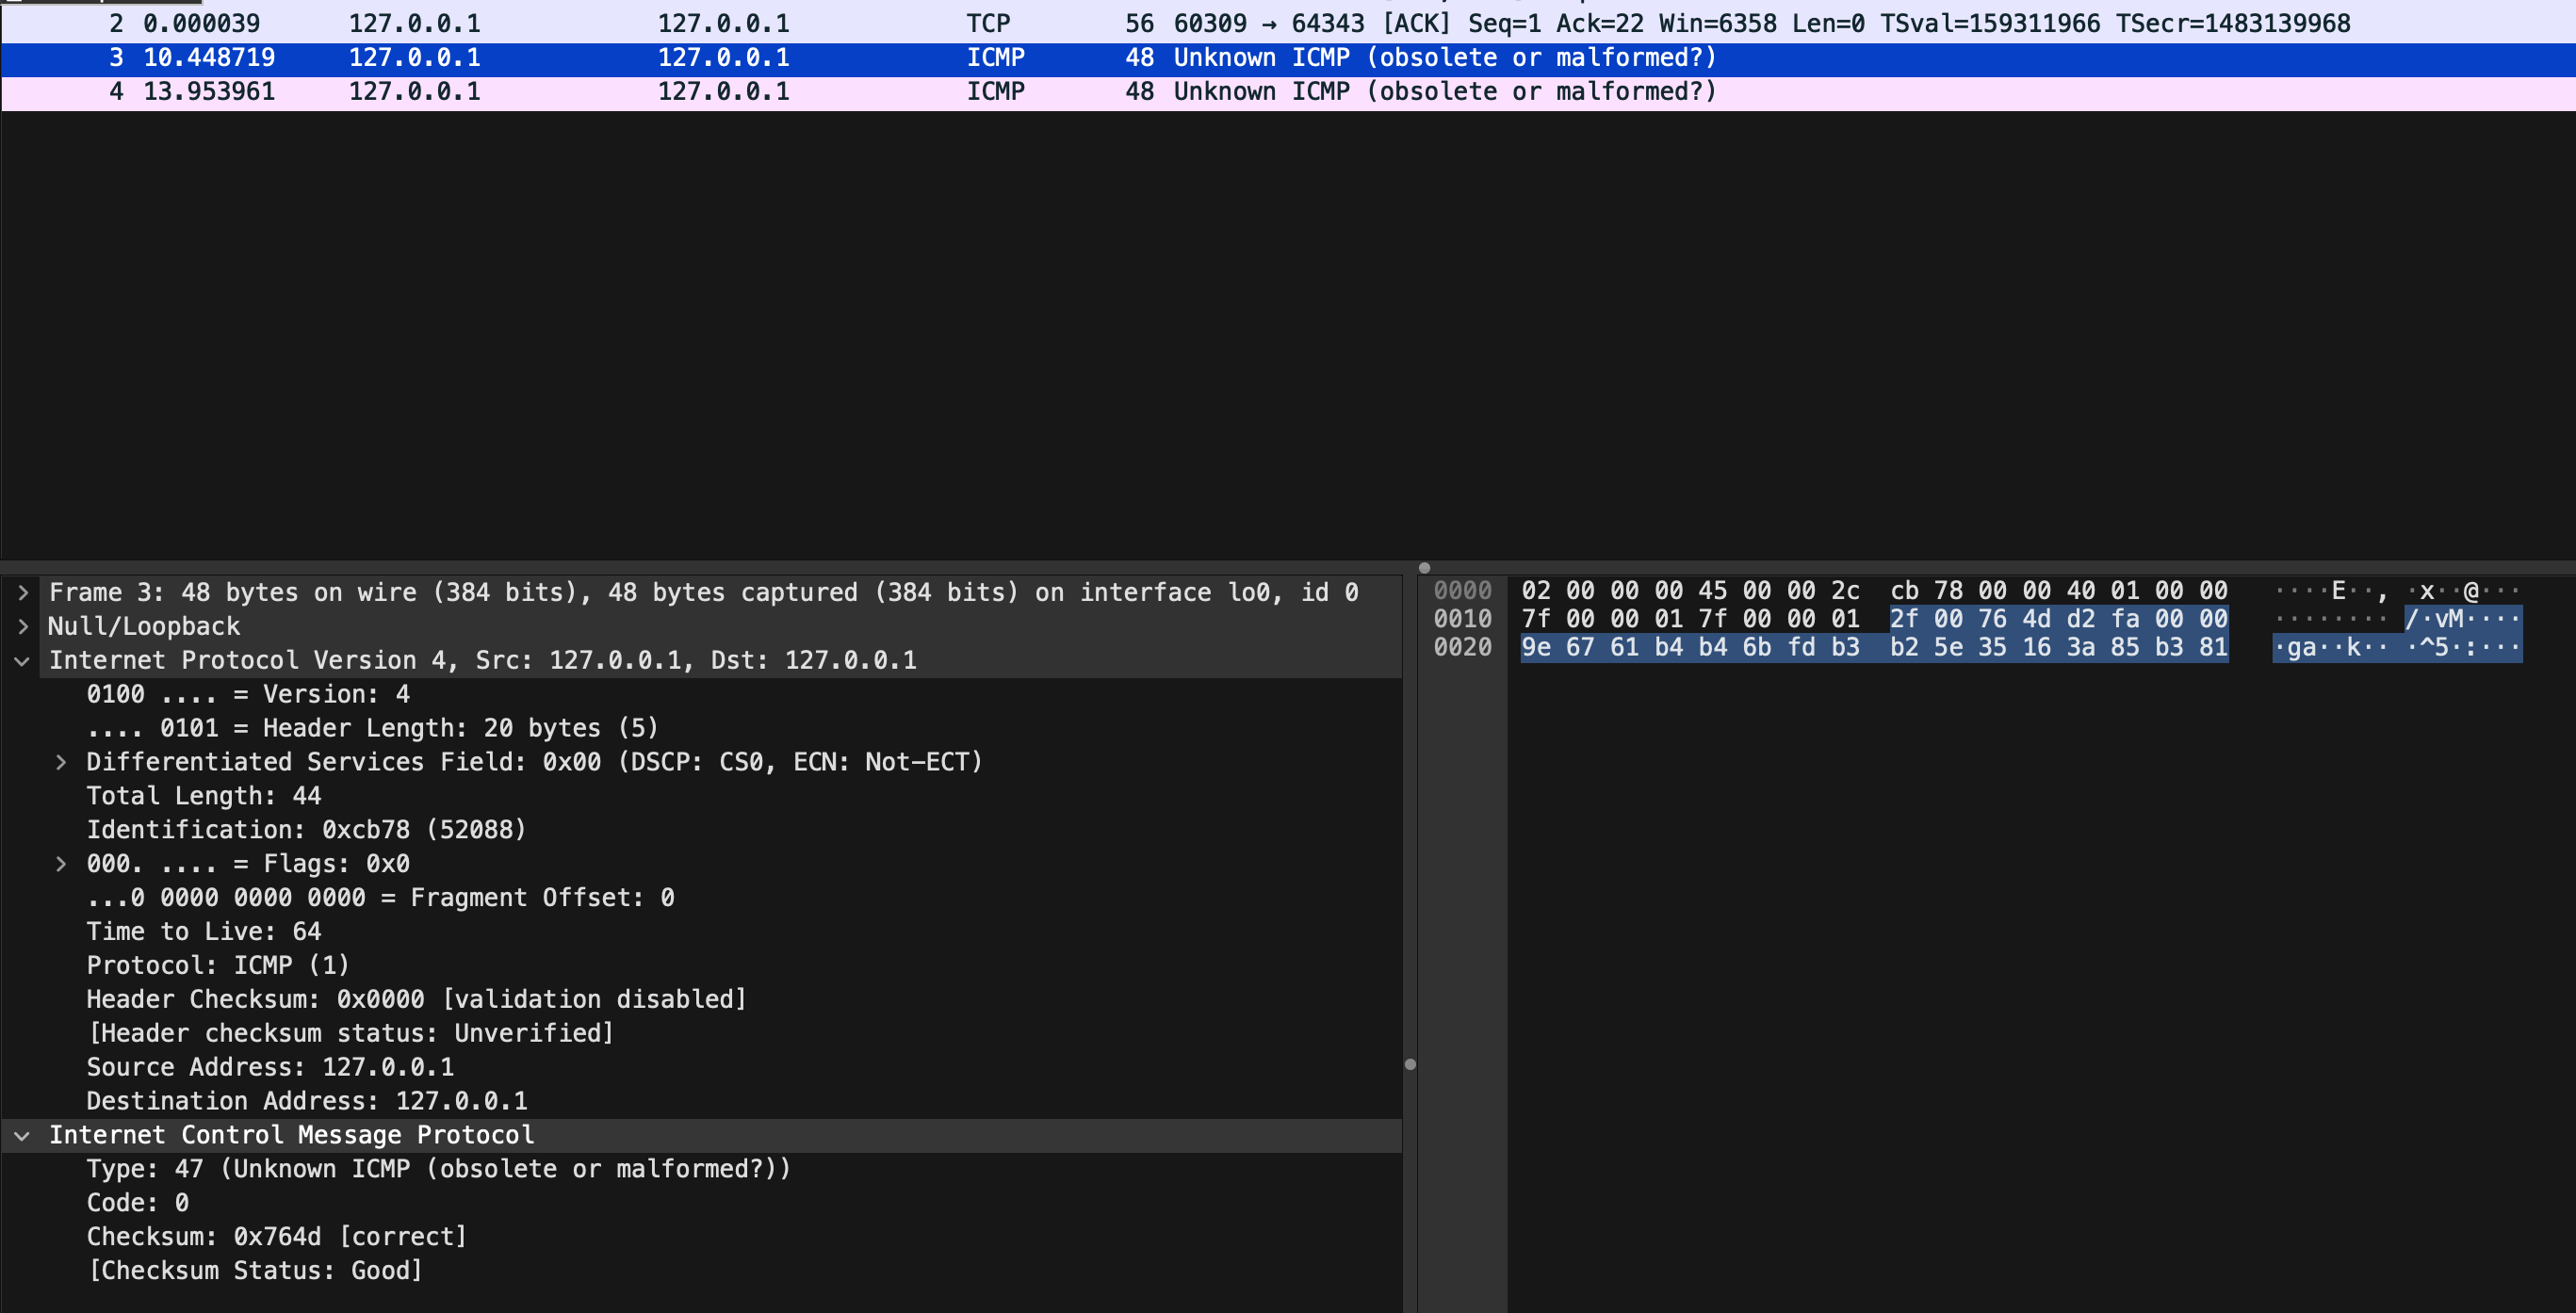 2 0.000039 127.0.0.1 127.0.0.1 TCP 56 60309 → 64343 [ACK] Seq=1 Ack=22 Win=6358 Len=0 TSval=159311966 TSecr=1483139968
3 10.448719 127.0.0.1 127.0.0.1 ICMP 48 Unknown ICMP (obsolete or malformed?)
4 13.953961 127.0.0.1 127.0.0.1 ICMP 48 Unknown ICMP (obsolete or malformed?)
Frame 3: 48 bytes on wire (384 bits), 48 bytes captured (384 bits) on interface lo0, id 0
Null/Loopback
Internet Protocol Version 4, Src: 127.0.0.1, Dst: 127.0.0.1
0100 .... = Version: 4
.... 0101 = Header Length: 20 bytes (5)
Differentiated Services Field: 0x00 (DSCP: CS0, ECN: Not-ECT)
Total Length: 44
Identification: 0xcb78 (52088)
000. .... = Flags: 0x0
...0 0000 0000 0000 = Fragment Offset: 0
Time to Live: 64
Protocol: ICMP (1)
Header Checksum: 0x0000 [validation disabled]
[Header checksum status: Unverified]
Source Address: 127.0.0.1
Destination Address: 127.0.0.1
Internet Control Message Protocol
Type: 47 (Unknown ICMP (obsolete or malformed?))
Code: 0
Checksum: 0x764d [correct]
[Checksum Status: Good]
0000 02 00 00 00 45 00 00 2c cb 78 00 00 40 01 00 00 ····E··, ·x··@···
0010 7f 00 00 01 7f 00 00 01 2f 00 76 4d d2 fa 00 00 ········ /·vM····
0020 9e 67 61 b4 b4 6b fd b3 b2 5e 35 16 3a 85 b3 81 ·ga··k·· ·^5·:···